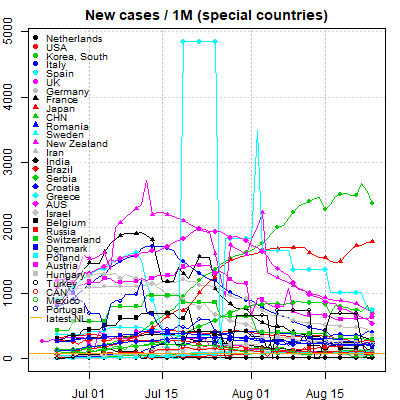 New cases / 1M (special countries)
5000
4000
3000
2000
1000
0
Netherlands
USA
Korea, South
Italy
Spain
UK
Germany
France
Japan
CHN
Romania
Sweden
New Zealand
Iran
India
Brazil
Serbia
Croatia
Greece
AUS
Israel
Belgium
Russia
Switzerland
Denmark
Poland
Austria
Hungary
Turkey
CAN
Mexico
Portugal
latest NL
Jul 01
Jul 15
Aug 01
Aug 15